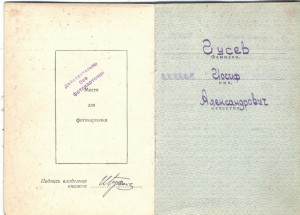 действительно
без
фотокарточки
Место
для
фотокарточки
Подпись владельца
книжки
Гусев
фамилия
Иосиф
имя
Александрович
отчество